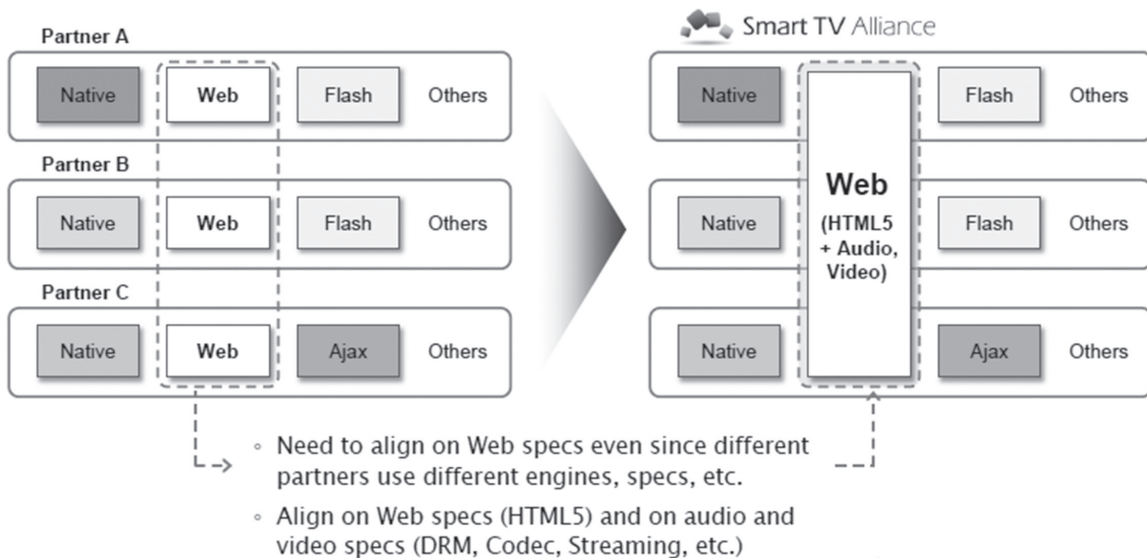 Partner A
Native Web Flash Others
Partner B
Native Web Flash Others
Partner C
Native Web Ajax Others
Smart TV Alliance
Native Flash Others
Native Flash Others
Native Ajax Others
Web
(HTML5
+ Audio,
Video)
◦ Need to align on Web specs even since different
partners use different engines, specs, etc.
◦ Align on Web specs (HTML5) and on audio and
video specs (DRM, Codec, Streaming, etc.)